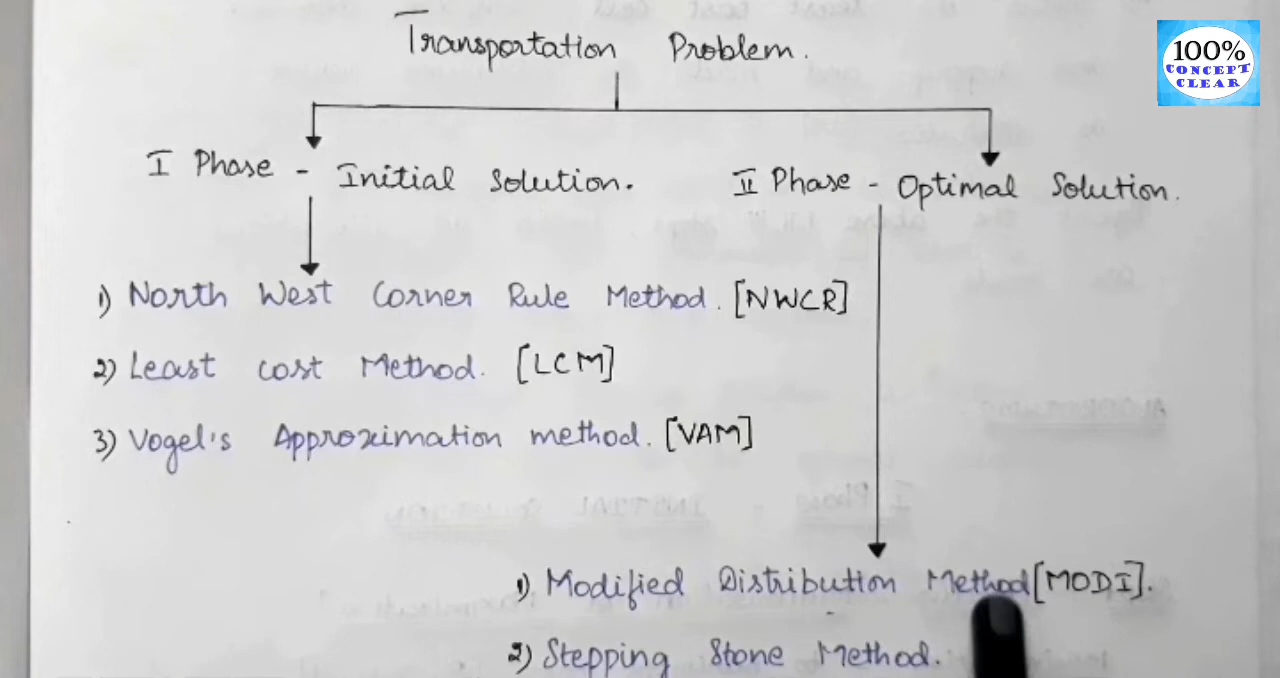 Transportation Problem.
100%
CONCEPT
CLEAR
I Phase - Initial Solution.
II Phase - Optimal Solution.
1) North West Corner Rule Method. [NWCR]
2) Least cost Method. [LCM]
3) Vogel's Approximation method. [VAM]
1) Modified Distribution Method [MODI].
2) Stepping Stone Method.